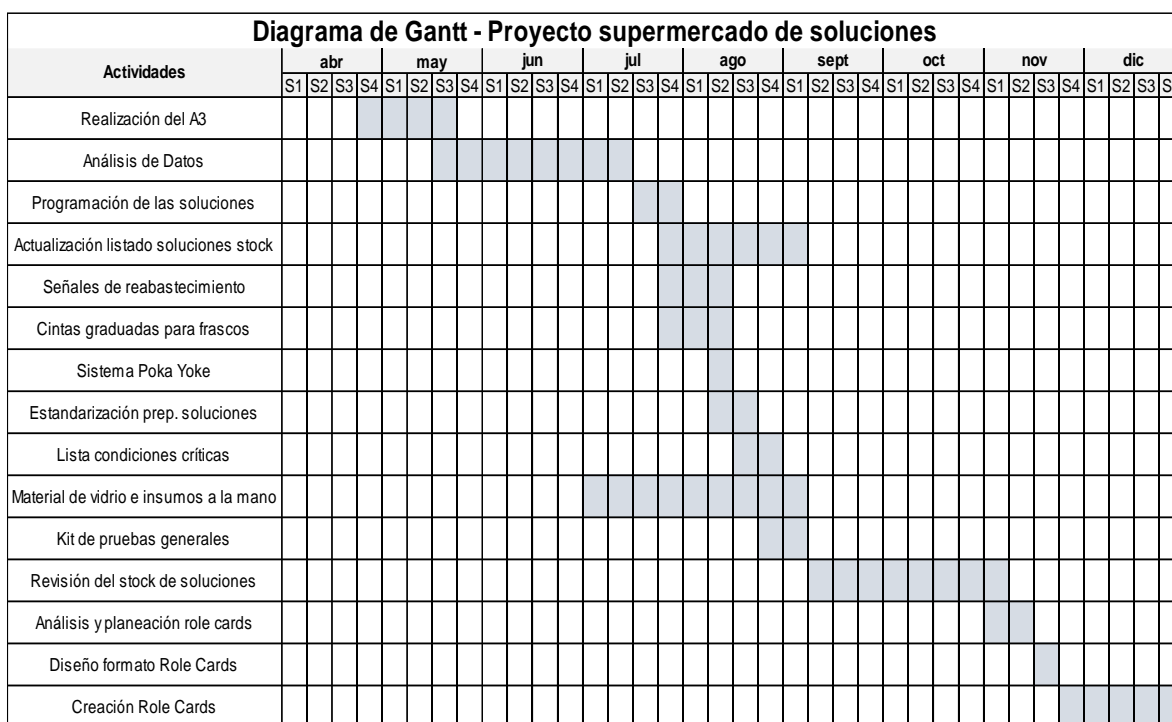 Diagrama de Gantt - Proyecto supermercado de soluciones
Actividades abr may jun jul ago sept oct nov dic
S1 S2 S3 S4 S1 S2 S3 S4 S1 S2 S3 S4 S1 S2 S3 S4 S1 S2 S3 S4 S1 S2 S3 S4 S1 S2 S3 S4 S1 S2 S3 S4 S1 S2 S3 S
Realización del A3
Análisis de Datos
Programación de las soluciones
Actualización listado soluciones stock
Señales de reabastecimiento
Cintas graduadas para frascos
Sistema Poka Yoke
Estandarización prep. soluciones
Lista condiciones críticas
Material de vidrio e insumos a la mano
Kit de pruebas generales
Revisión del stock de soluciones
Análisis y planeación role cards
Diseño formato Role Cards
Creación Role Cards